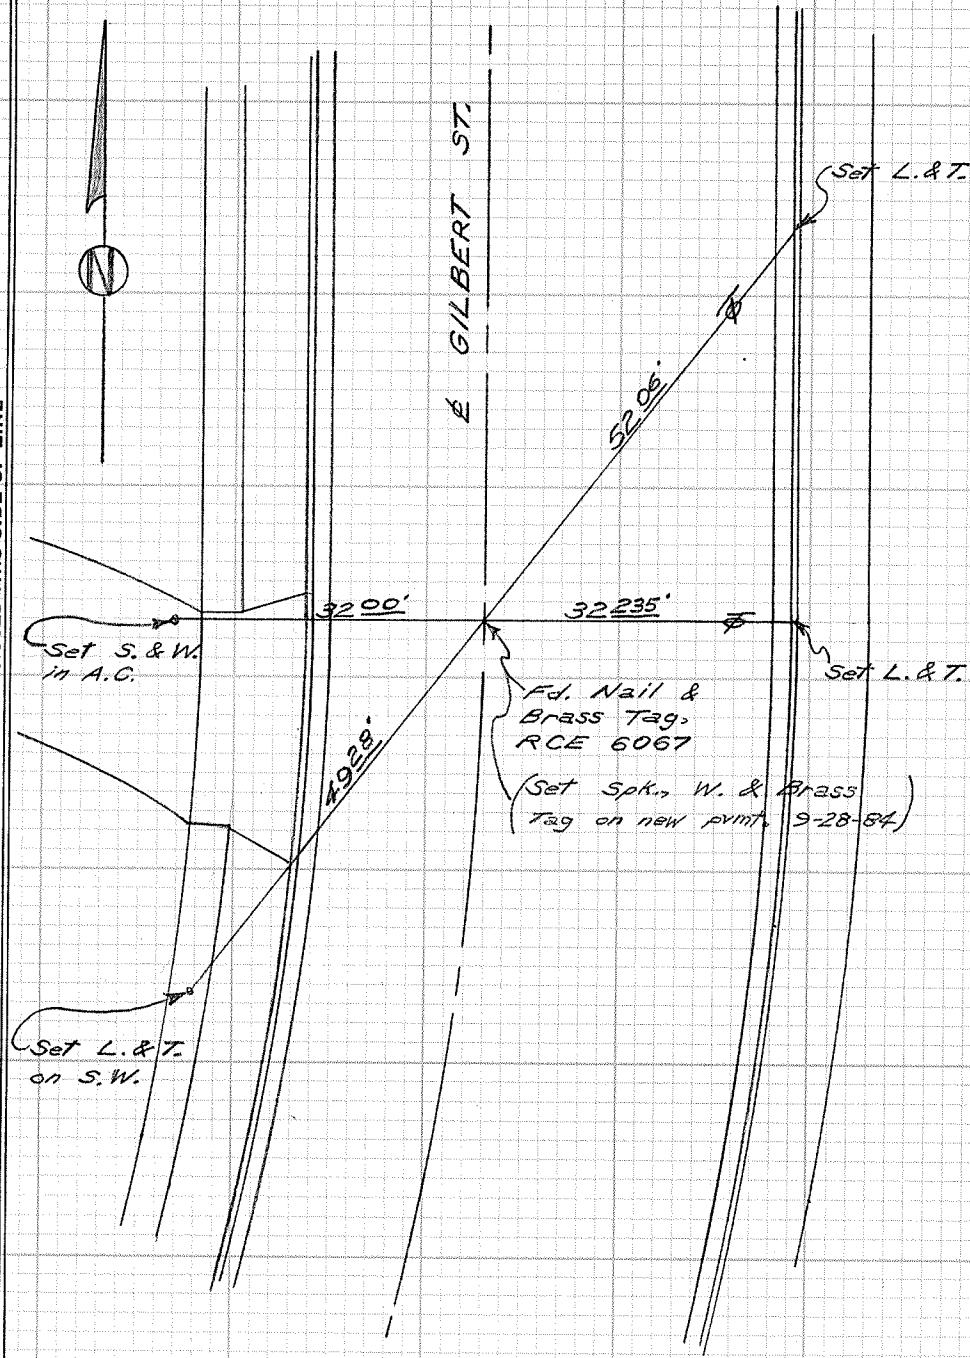 Set L. & T.
℄ GILBERT ST.
52.06'
32.00'
32.235'
Set S. & W.
in A.C.
Set L. & T.
Fd. Nail &
Brass Tag,
RCE 6067
(Set Spk., W. & Brass
Tag on new pvmt. 9-28-84)
49.28'
Set L. & T.
on S.W.
N